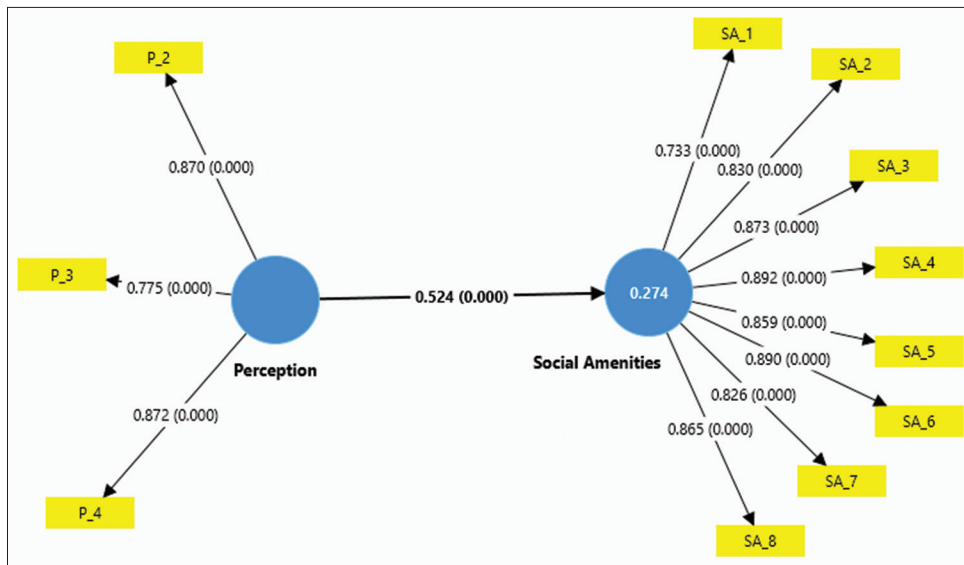 SA_1
P_2
SA_2
0.733 (0.000)
0.870 (0.000)
0.830 (0.000)
SA_3
0.873 (0.000)
P_3
0.775 (0.000)
SA_4
0.892 (0.000)
0.524 (0.000)
0.274
0.859 (0.000)
SA_5
Perception
Social Amenities
0.890 (0.000)
0.826 (0.000)
0.872 (0.000)
0.865 (0.000)
SA_6
SA_7
P_4
SA_8